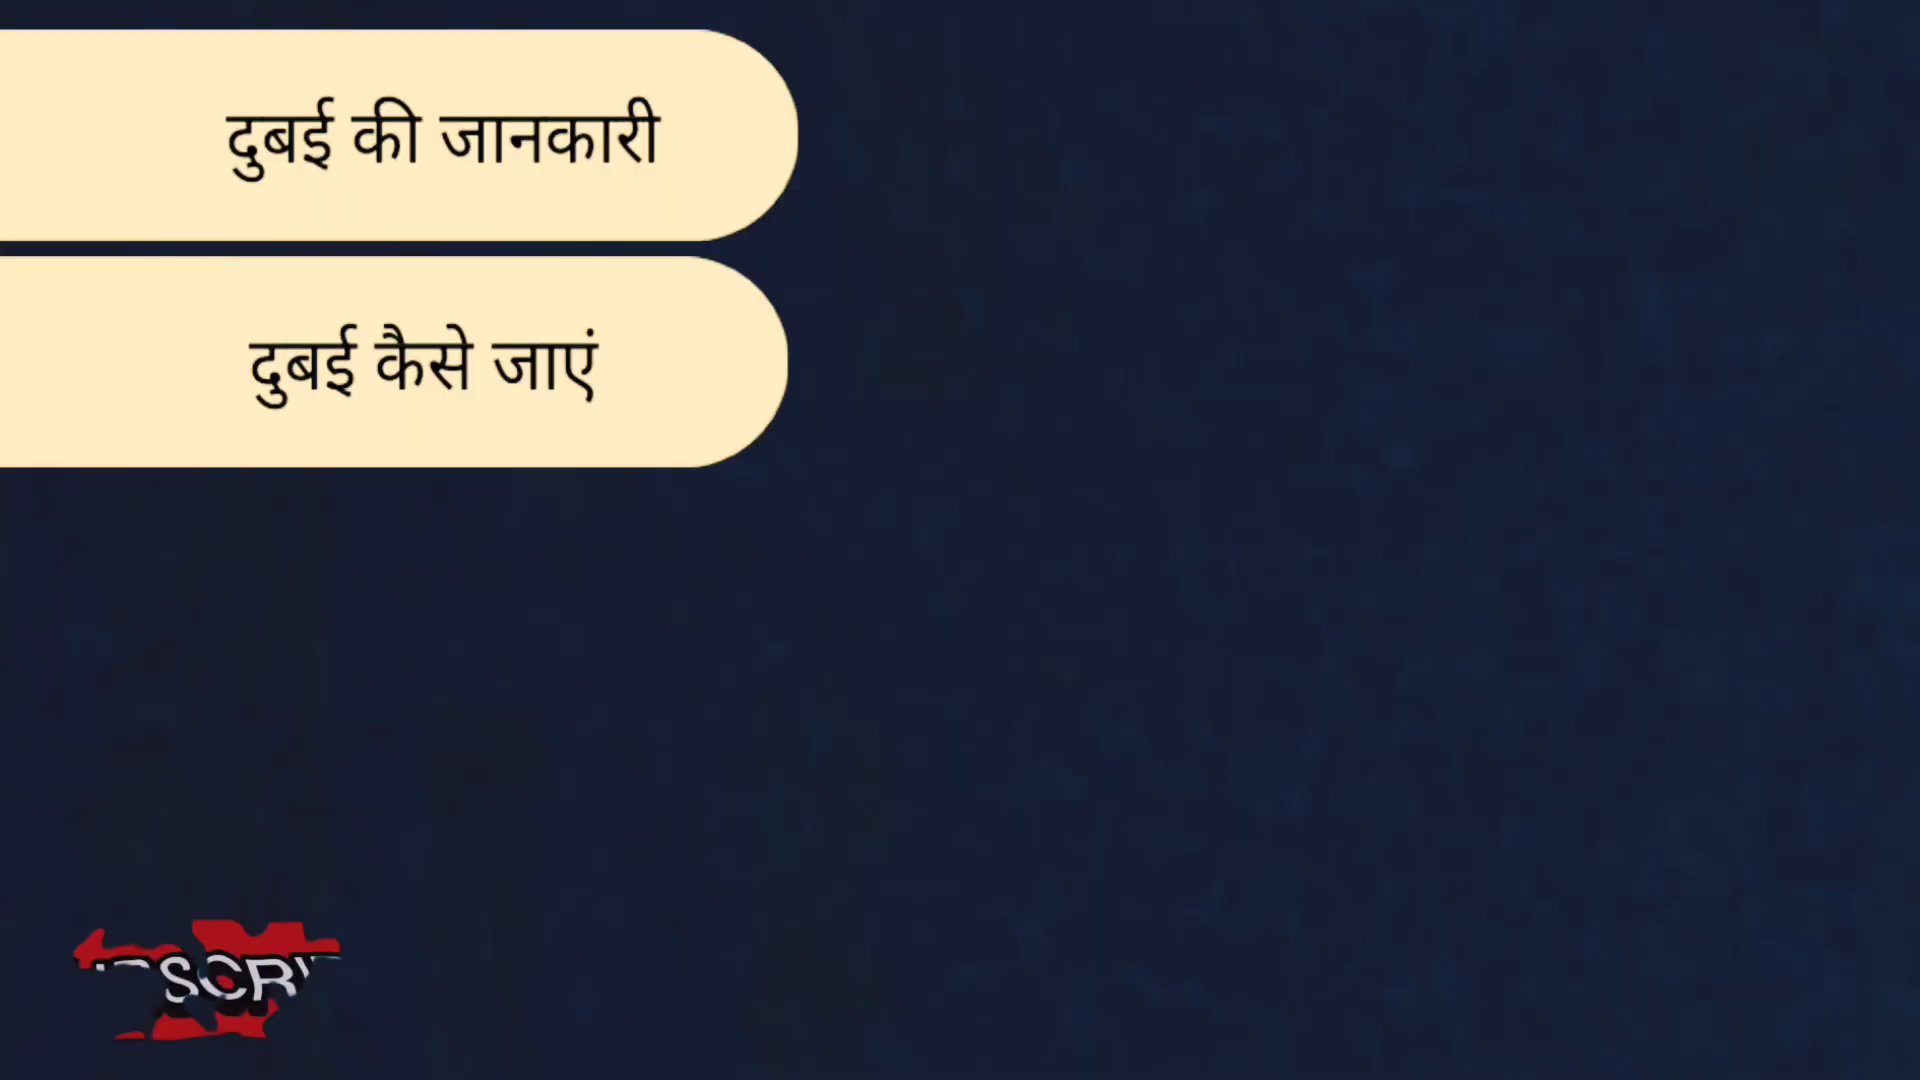 दुबई की जानकारी
दुबई कैसे जाएं